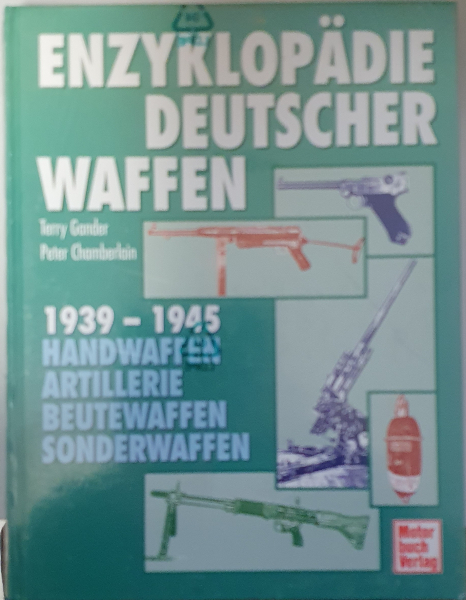 ENZYKLOPÄDIE
DEUTSCHER
WAFFEN
Terry Gander
Peter Chamberlain
1939 – 1945
HANDWAFFEN
ARTILLERIE
BEUTEWAFFEN
SONDERWAFFEN
Motor
buch
Verlag